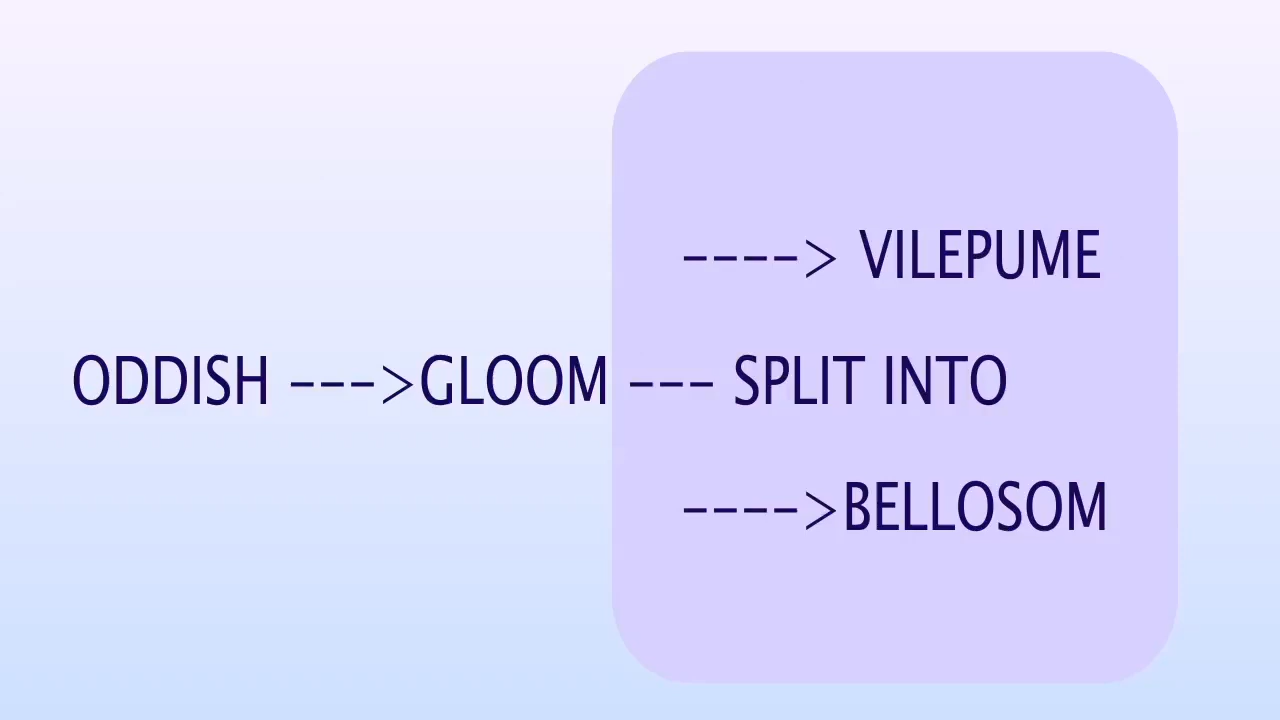 ----> VILEPUME
ODDISH --->GLOOM --- SPLIT INTO
---->BELLOSOM